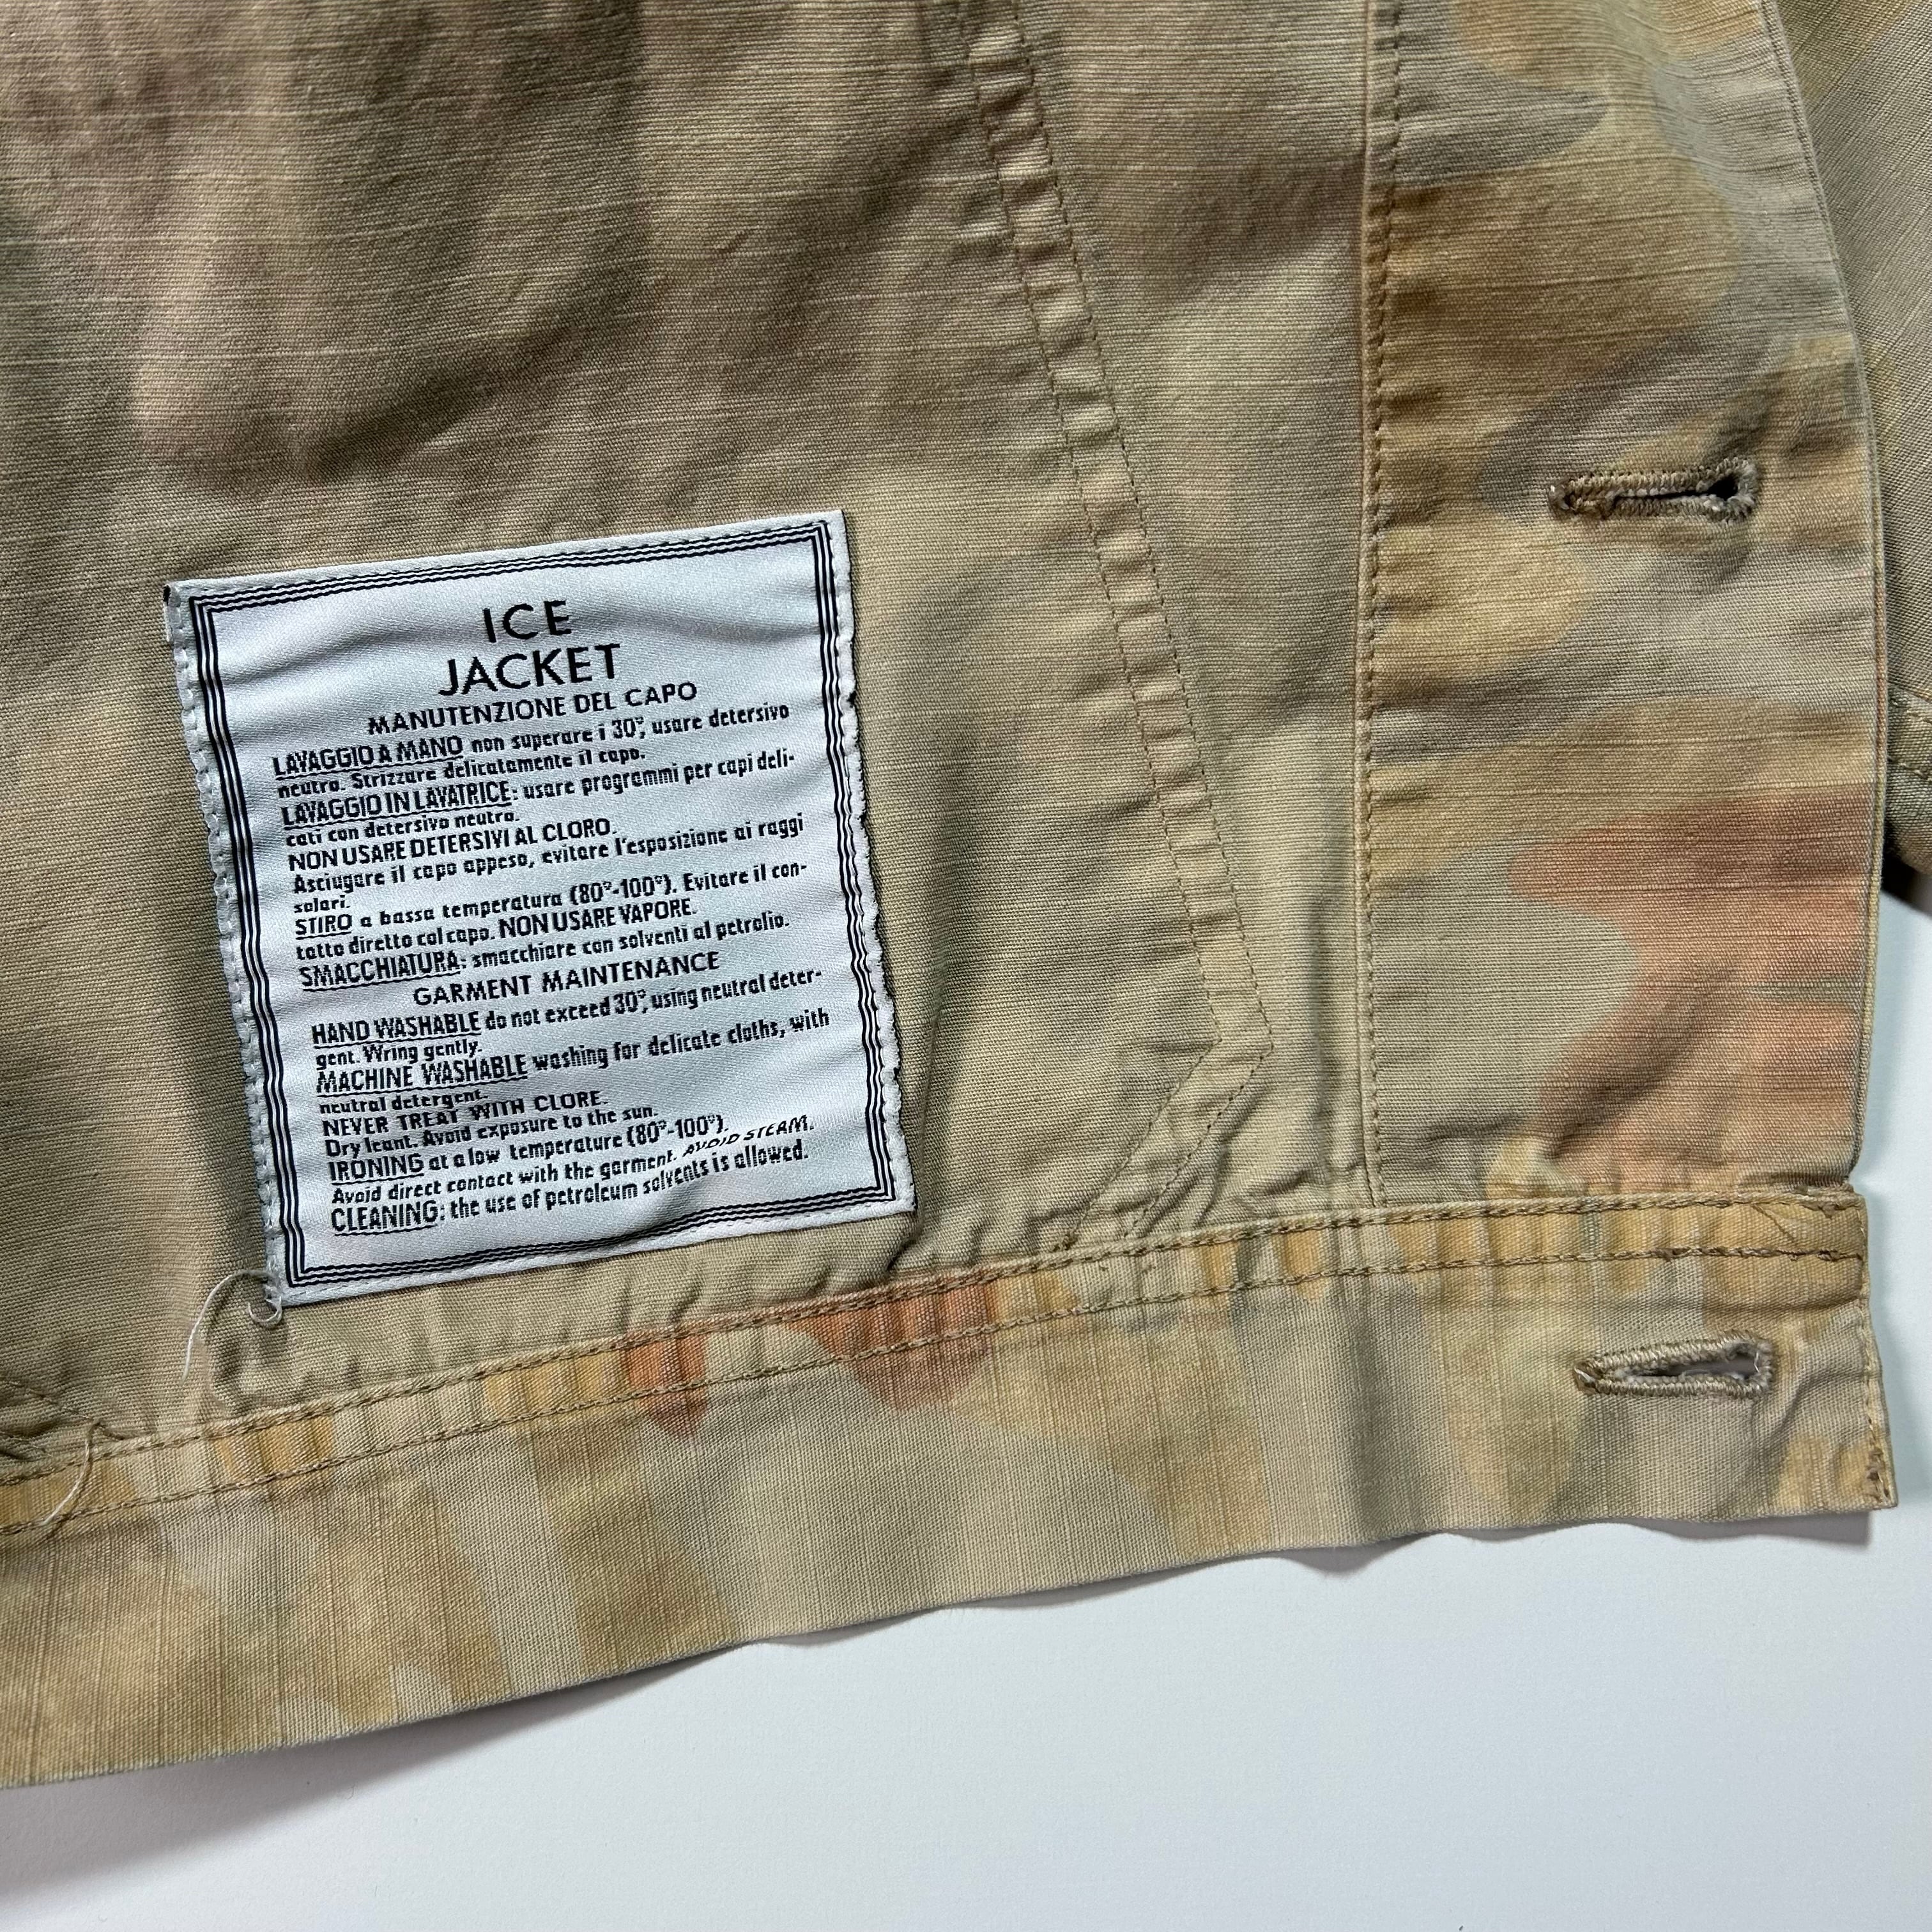 ICE
JACKET
MANUTENZIONE DEL CAPO
LAVAGGIO A MANO non superare i 30°, usare detersivo
neutro. Strizzare delicatamente il capo.
LAVAGGIO IN LAVATRICE: usare programmi per capi deli-
cati con detersivo neutro.
NON USARE DETERSIVI AL CLORO.
Asciugare il capo appeso, evitare l'esposizione ai raggi
solari.
STIRO a bassa temperatura (80°-100°). Evitare il con-
tatto diretto col capo. NON USARE VAPORE.
SMACCHIATURA: smacchiare con solventi al petrolio.
GARMENT MAINTENANCE
HAND WASHABLE do not exceed 30°, using neutral deter-
gent. Wring gently.
MACHINE WASHABLE washing for delicate cloths, with
neutral detergent.
NEVER TREAT WITH CLORE.
Dry leant. Avoid exposure to the sun.
IRONING at a low temperature (80°-100°).
Avoid direct contact with the garment. AVOID STEAM.
CLEANING: the use of petroleum solvents is allowed.